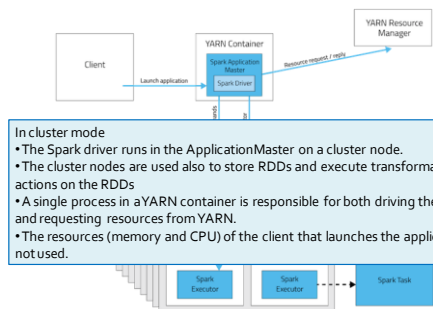 YARN Resource
Manager
YARN Container
Client
Spark Application
Master
Resource request / reply
Launch application
Spark Driver
In cluster mode
•The Spark driver runs in the ApplicationMaster on a cluster node.
•The cluster nodes are used also to store RDDs and execute
actions on the RDDs
•A single process in a YARN container is responsible for both driving the
and requesting resources from YARN.
•The resources (memory and CPU) of the client that launches the
not used.
Spark
Executor
Spark
Executor
Spark Task